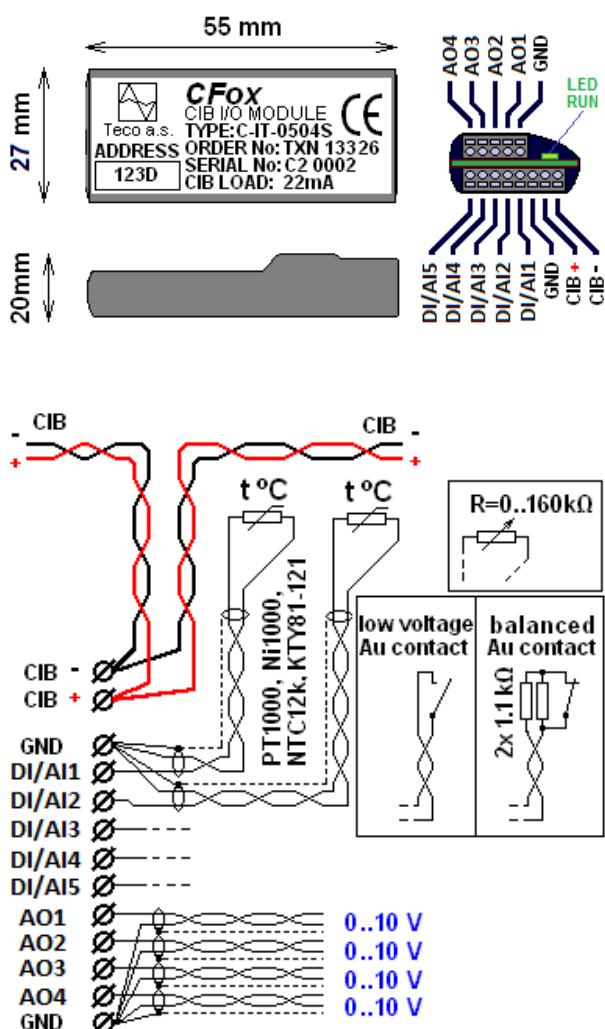 55 mm
27 mm
20mm
Teco a.s.
ADDRESS
123D
CFox
CIB I/O MODULE
TYPE:C-IT-0504S
ORDER No: TXN 13326
SERIAL No: C2 0002
CIB LOAD: 22mA
CE
AO4
AO3
AO2
AO1
GND
LED
RUN
DI/AI5
DI/AI4
DI/AI3
DI/AI2
DI/AI1
GND
CIB +
CIB -
- CIB
+
CIB -
+
t ºC
t ºC
PT1000, Ni1000,
NTC12k, KTY81-121
R=0..160kΩ
low voltage
Au contact
balanced
Au contact
2x 1.1 kΩ
CIB -
CIB +
GND
DI/AI1
DI/AI2
DI/AI3
DI/AI4
DI/AI5
AO1
AO2
AO3
AO4
GND
0..10 V
0..10 V
0..10 V
0..10 V